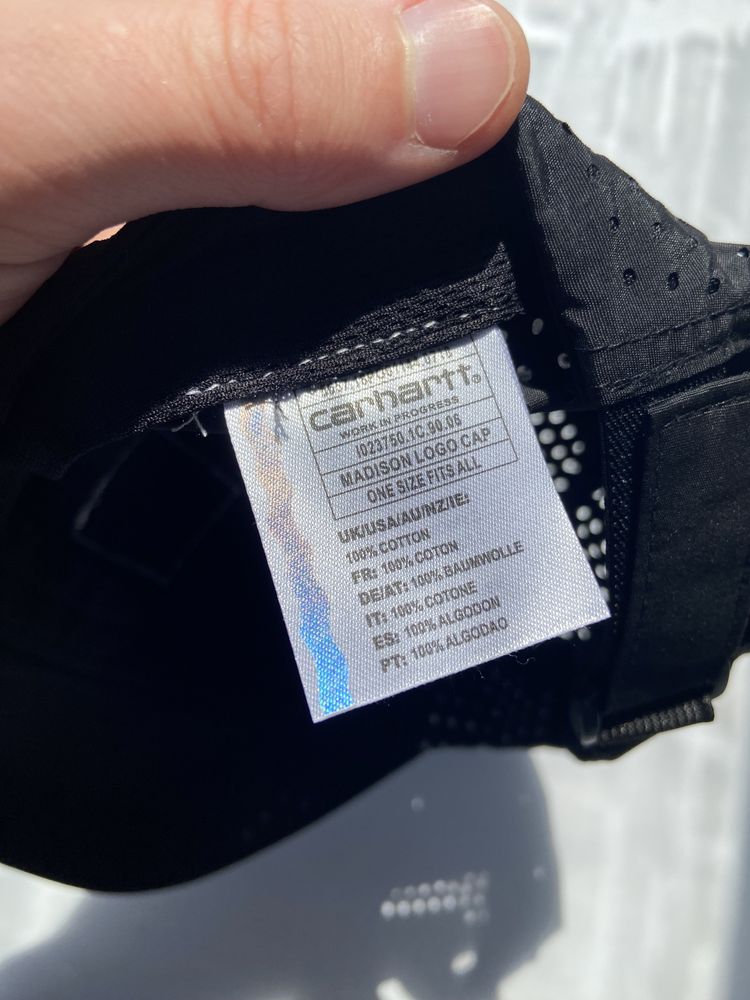 carhartt®
WORK IN PROGRESS
I023750.1C.90.06
MADISON LOGO CAP
ONE SIZE FITS ALL
UK/USA/AU/NZ/IE:
100% COTTON
FR: 100% COTON
DE/AT: 100% BAUMWOLLE
IT: 100% COTONE
ES: 100% ALGODON
PT: 100% ALGODAO